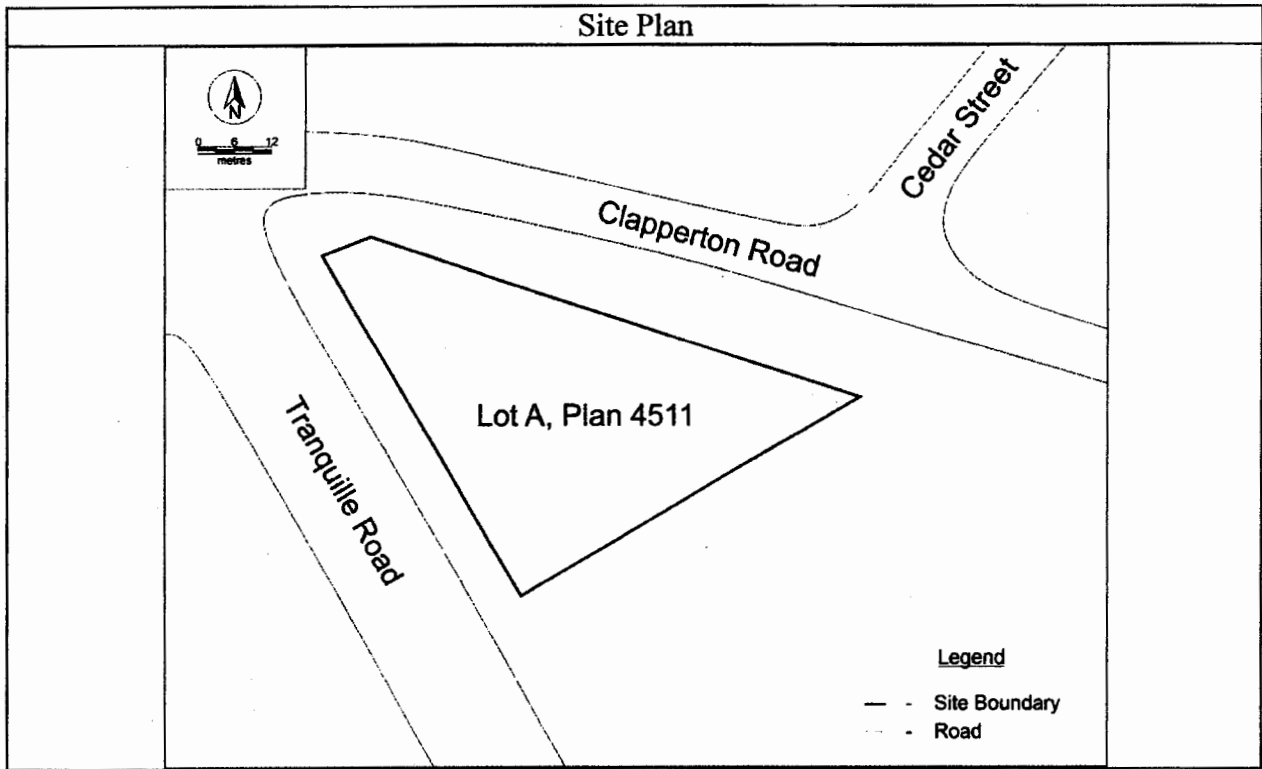 Site Plan
N
0 6 12
metres
Cedar Street
Clapperton Road
Lot A, Plan 4511
Tranquille Road
Legend
- Site Boundary
- Road